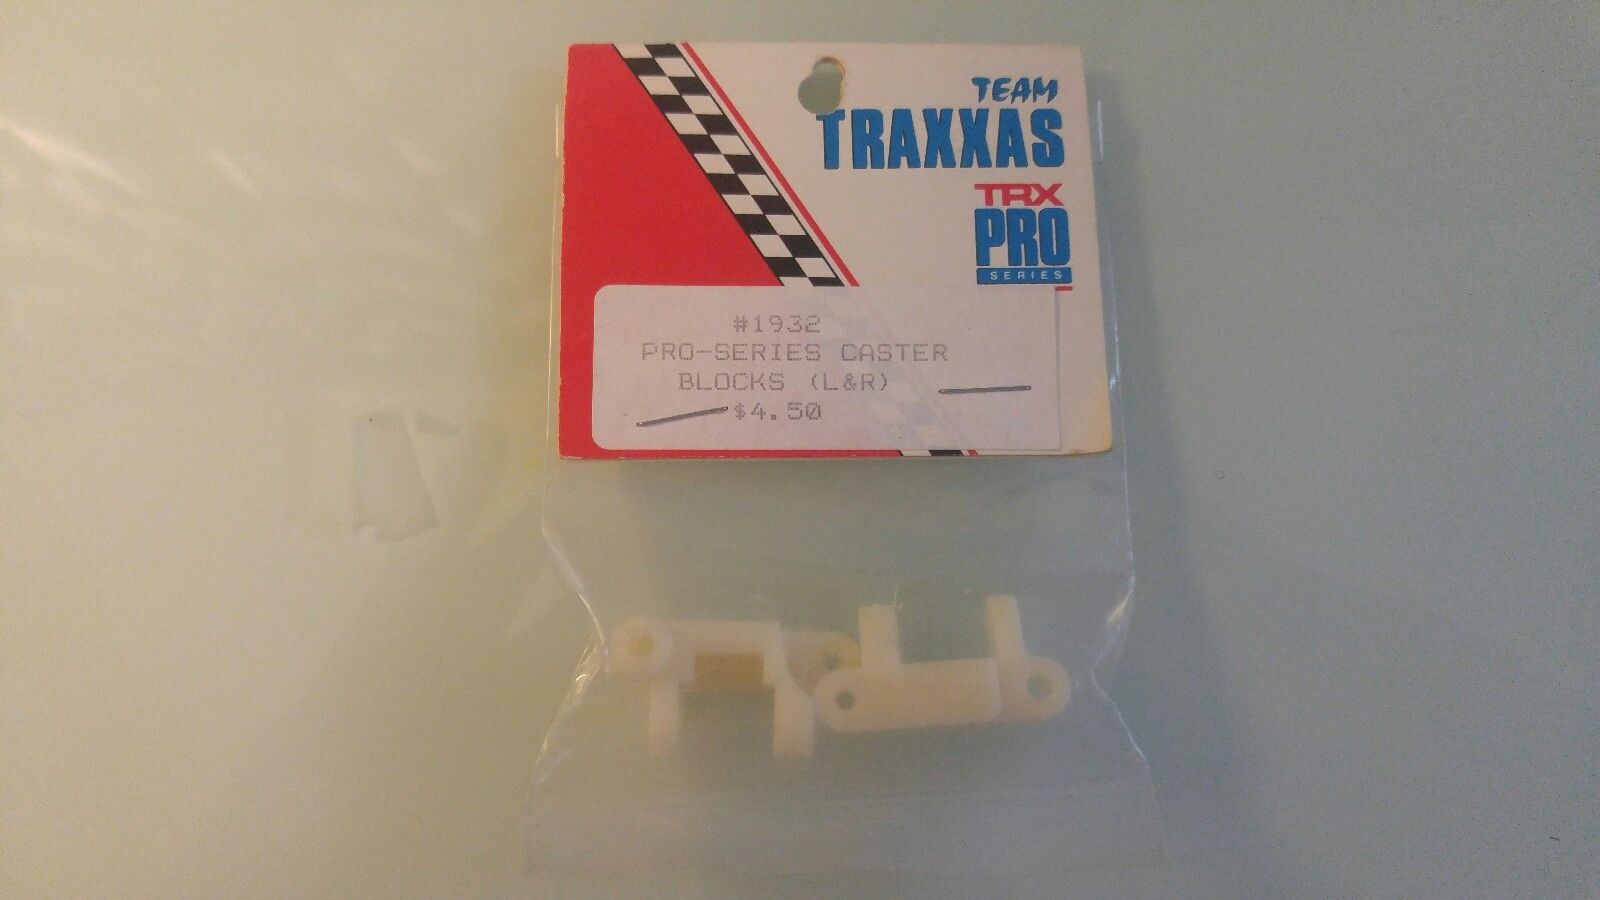 TEAM
TRAXXAS
TRX
PRO
SERIES
#1932
PRO-SERIES CASTER
BLOCKS (L&R)
$4.50